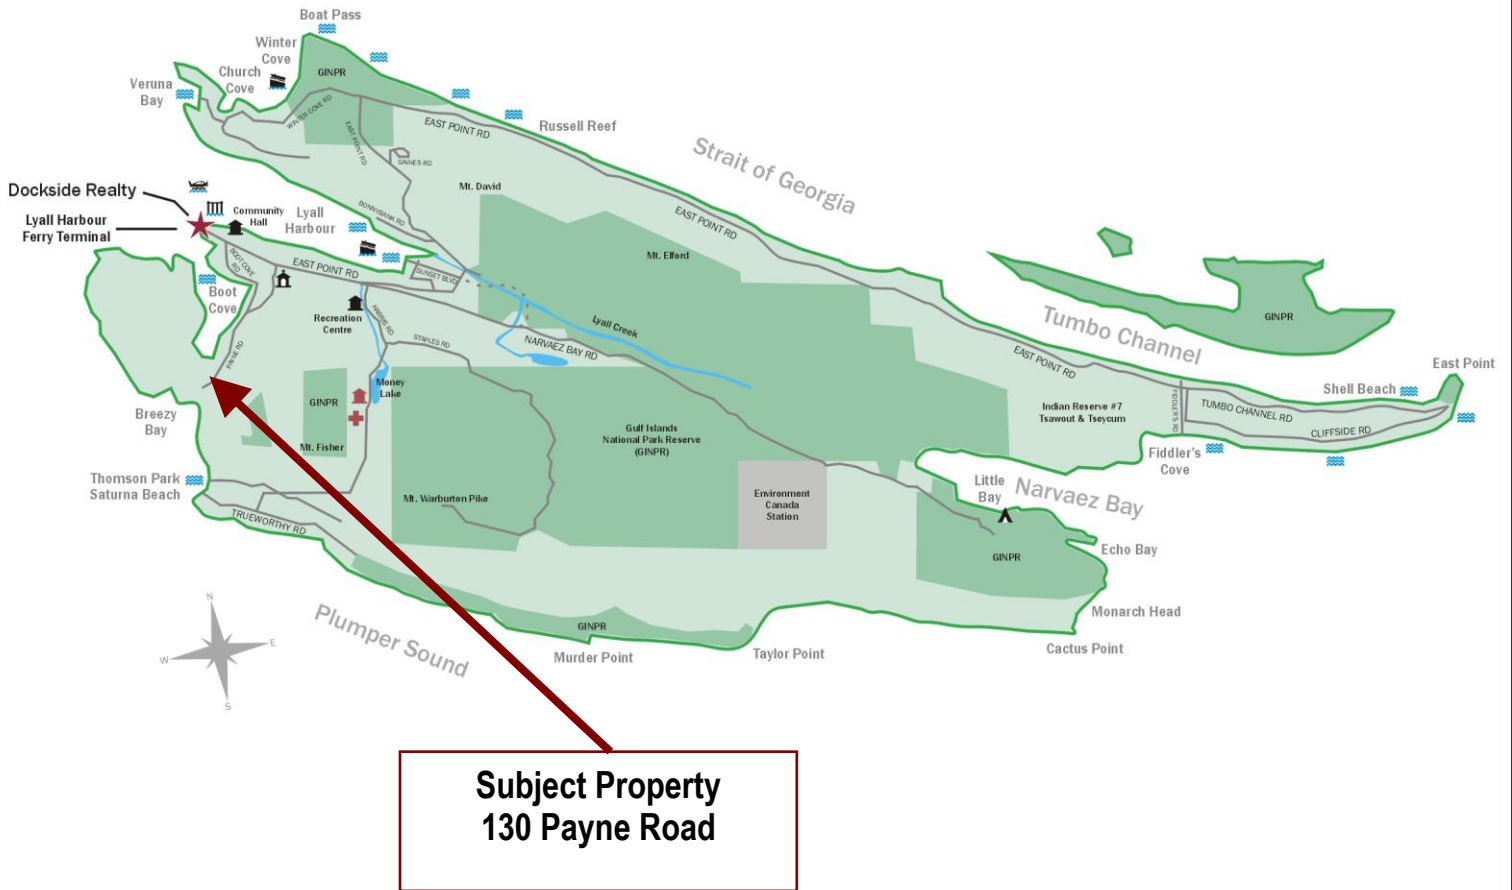 Boat Pass
Winter
Cove
Church
Cove
Veruna
Bay
GINPR
WINTER COVE RD
EAST POINT RD
EAST POINT RD
Russell Reef
Strait of Georgia
GAINES RD
Mt. David
BONNYBANK RD
Dockside Realty
Lyall Harbour
Ferry Terminal
Community
Hall
Lyall
Harbour
EAST POINT RD
Mt. Elford
BOOT COVE
RD
EAST POINT RD
SUNSET BLVD
Boot
Cove
Recreation
Centre
HARRIS RD
STAPLES RD
Lyall Creek
NARVAEZ BAY RD
PAYNE RD
Tumbo Channel
GINPR
EAST POINT RD
East Point
Shell Beach
Money
Lake
GINPR
Breezy
Bay
Mt. Fisher
Gulf Islands
National Park Reserve
(GINPR)
Indian Reserve #7
Tsawout & Tseycum
FIDDLER'S RD
TUMBO CHANNEL RD
CLIFFSIDE RD
Fiddler's
Cove
Thomson Park
Saturna Beach
Mt. Warburton Pike
Environment
Canada
Station
Little
Bay
Narvaez Bay
TRUEWORTHY RD
GINPR
Echo Bay
Monarch Head
Cactus Point
Plumper Sound
GINPR
Murder Point
Taylor Point
N
W
E
S
Subject Property
130 Payne Road